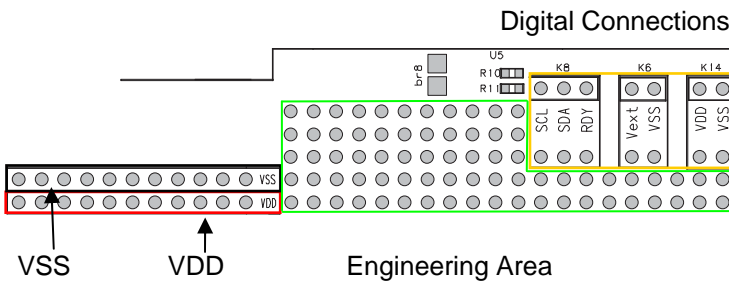 Digital Connections
U5
br8
R10
R11
K8
K6
K14
SCL
SDA
RDY
Vext
VSS
VDD
VSS
VSS
VDD
VSS
VDD
Engineering Area